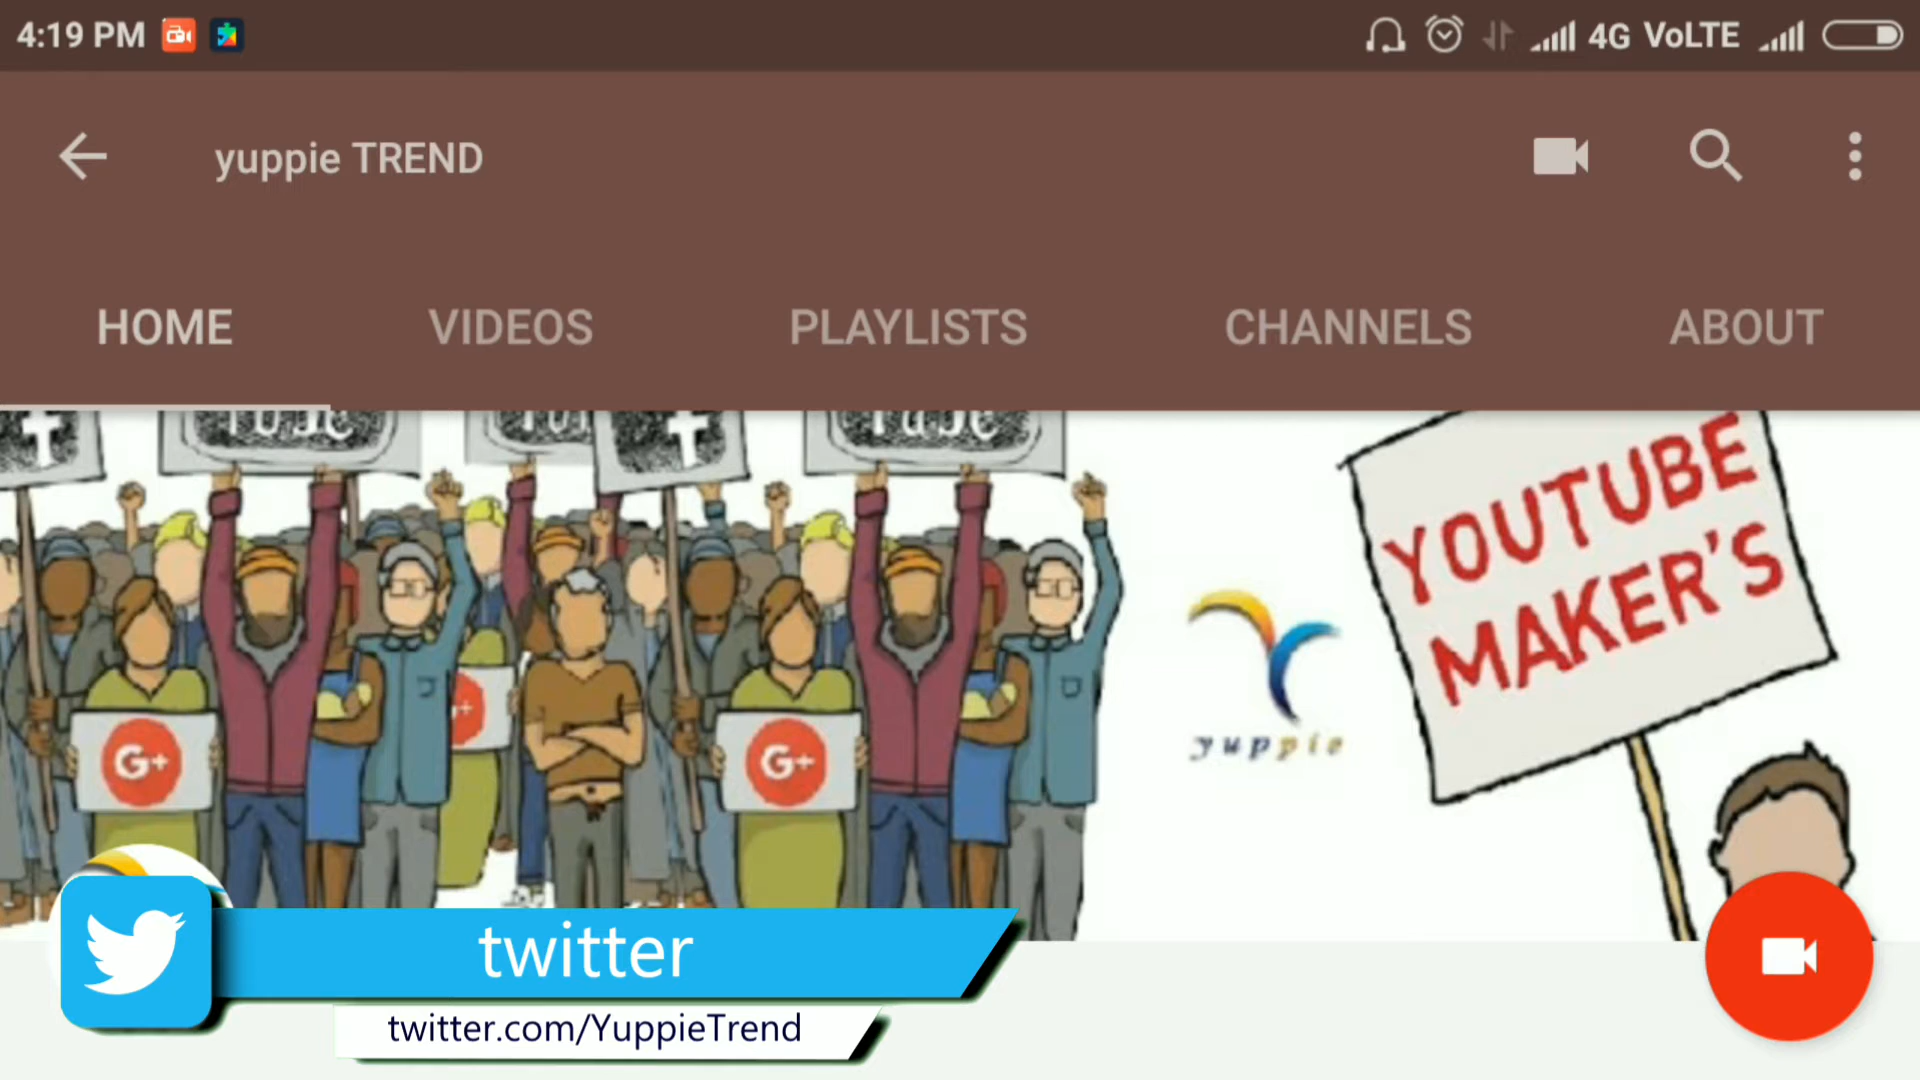 4:19 PM
4G VoLTE
yuppie TREND
HOME
VIDEOS
PLAYLISTS
CHANNELS
ABOUT
YOUTUBE
MAKER'S
yuppie
G+
G+
twitter
twitter.com/YuppieTrend